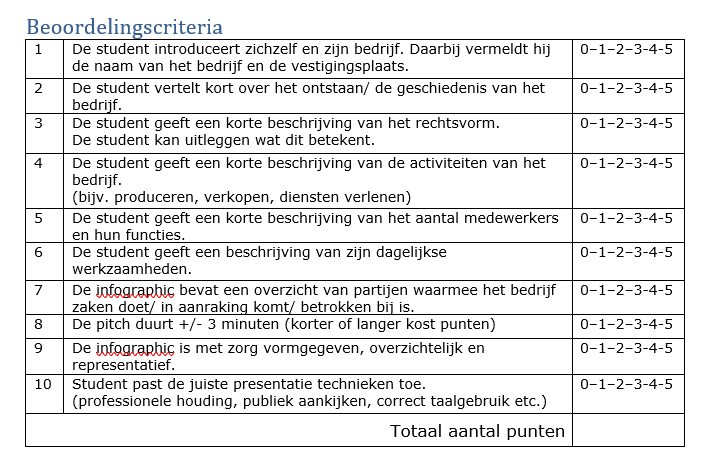 Beoordelingscriteria
1 De student introduceert zichzelf en zijn bedrijf. Daarbij vermeldt hij 0–1–2–3-4-5
de naam van het bedrijf en de vestigingsplaats.
2 De student vertelt kort over het ontstaan/ de geschiedenis van het 0–1–2–3-4-5
bedrijf.
3 De student geeft een korte beschrijving van het rechtsvorm. 0–1–2–3-4-5
De student kan uitleggen wat dit betekent.
4 De student geeft een korte beschrijving van de activiteiten van het 0–1–2–3-4-5
bedrijf.
(bijv. produceren, verkopen, diensten verlenen)
5 De student geeft een korte beschrijving van het aantal medewerkers 0–1–2–3-4-5
en hun functies.
6 De student geeft een beschrijving van zijn dagelijkse 0–1–2–3-4-5
werkzaamheden.
7 De infographic bevat een overzicht van partijen waarmee het bedrijf 0–1–2–3-4-5
zaken doet/ in aanraking komt/ betrokken bij is.
8 De pitch duurt +/- 3 minuten (korter of langer kost punten) 0–1–2–3-4-5
9 De infographic is met zorg vormgegeven, overzichtelijk en 0–1–2–3-4-5
representatief.
10 Student past de juiste presentatie technieken toe. 0–1–2–3-4-5
(professionele houding, publiek aankijken, correct taalgebruik etc.)
Totaal aantal punten